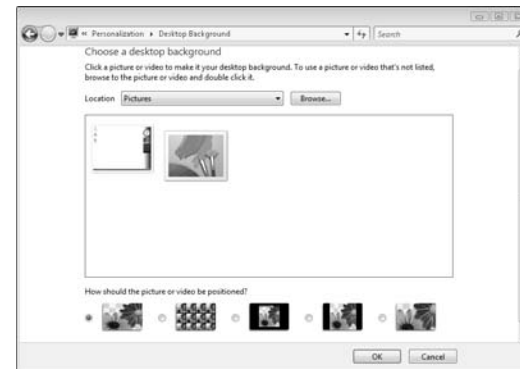 « Personalization ▸ Desktop Background
Search
Choose a desktop background
Click a picture or video to make it your desktop background. To use a picture or video that's not listed,
browse to the picture or video and double click it.
Location Pictures Browse...
How should the picture or video be positioned?
OK Cancel